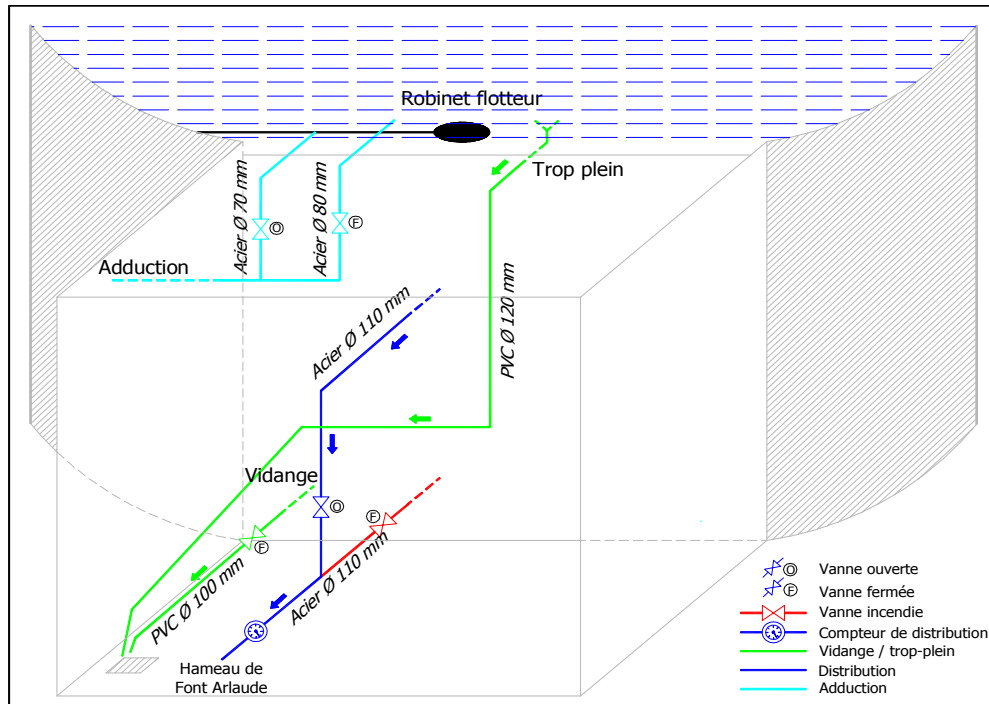 Robinet flotteur
Trop plein
Acier Ø 70 mm
O
Acier Ø 80 mm
F
Adduction
PVC Ø 120 mm
Acier Ø 110 mm
Vidange
O
F
F
PVC Ø 100 mm
Acier Ø 110 mm
Hameau de
Font Arlaude
O Vanne ouverte
F Vanne fermée
Vanne incendie
Compteur de distribution
Vidange / trop-plein
Distribution
Adduction